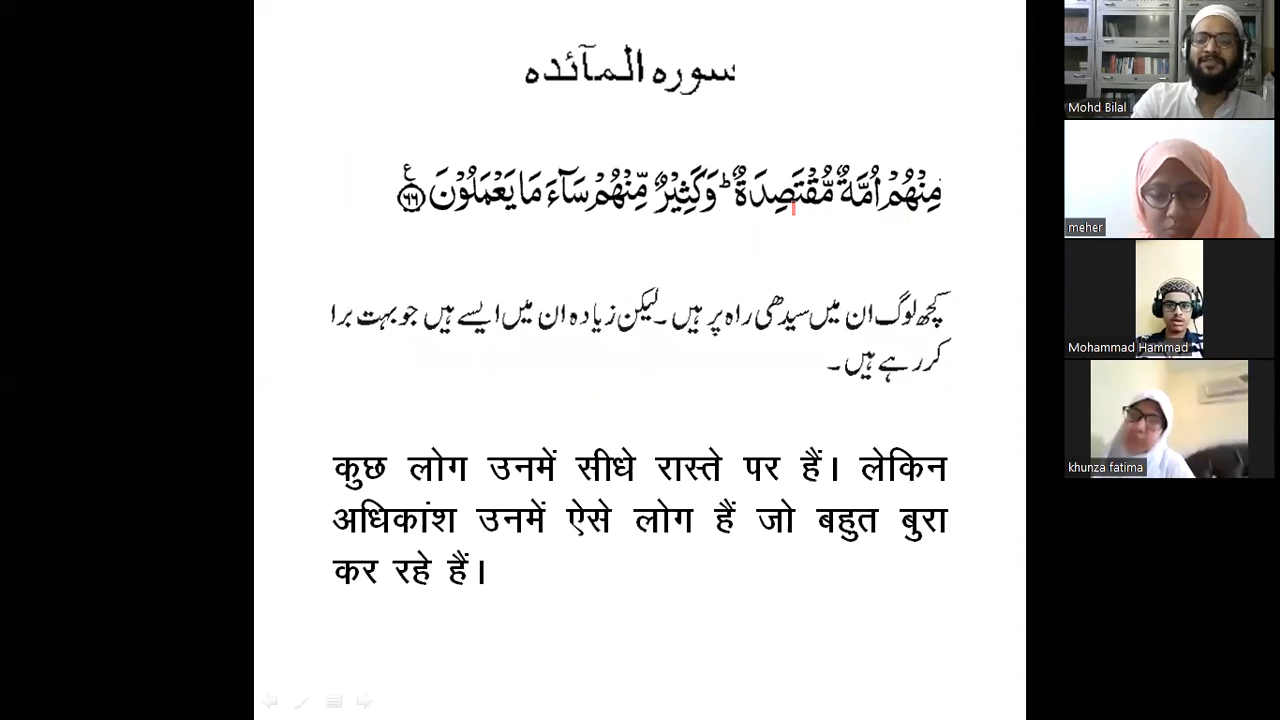 سورہ المآئدہ
مِنْهُمْ اُمَّةٌ مُّقْتَصِدَةٌ ؕ وَكَثِيْرٌ مِّنْهُمْ سَآءَ مَا يَعْمَلُوْنَ ﴿۶۶﴾ ع
کچھ لوگ ان میں سیدھی راہ پر ہیں۔ لیکن زیادہ ان میں ایسے ہیں جو بہت برا
کر رہے ہیں۔
कुछ लोग उनमें सीधे रास्ते पर हैं। लेकिन
अधिकांश उनमें ऐसे लोग हैं जो बहुत बुरा
कर रहे हैं।
Mohd Bilal
meher
Mohammad Hammad
khunza fatima